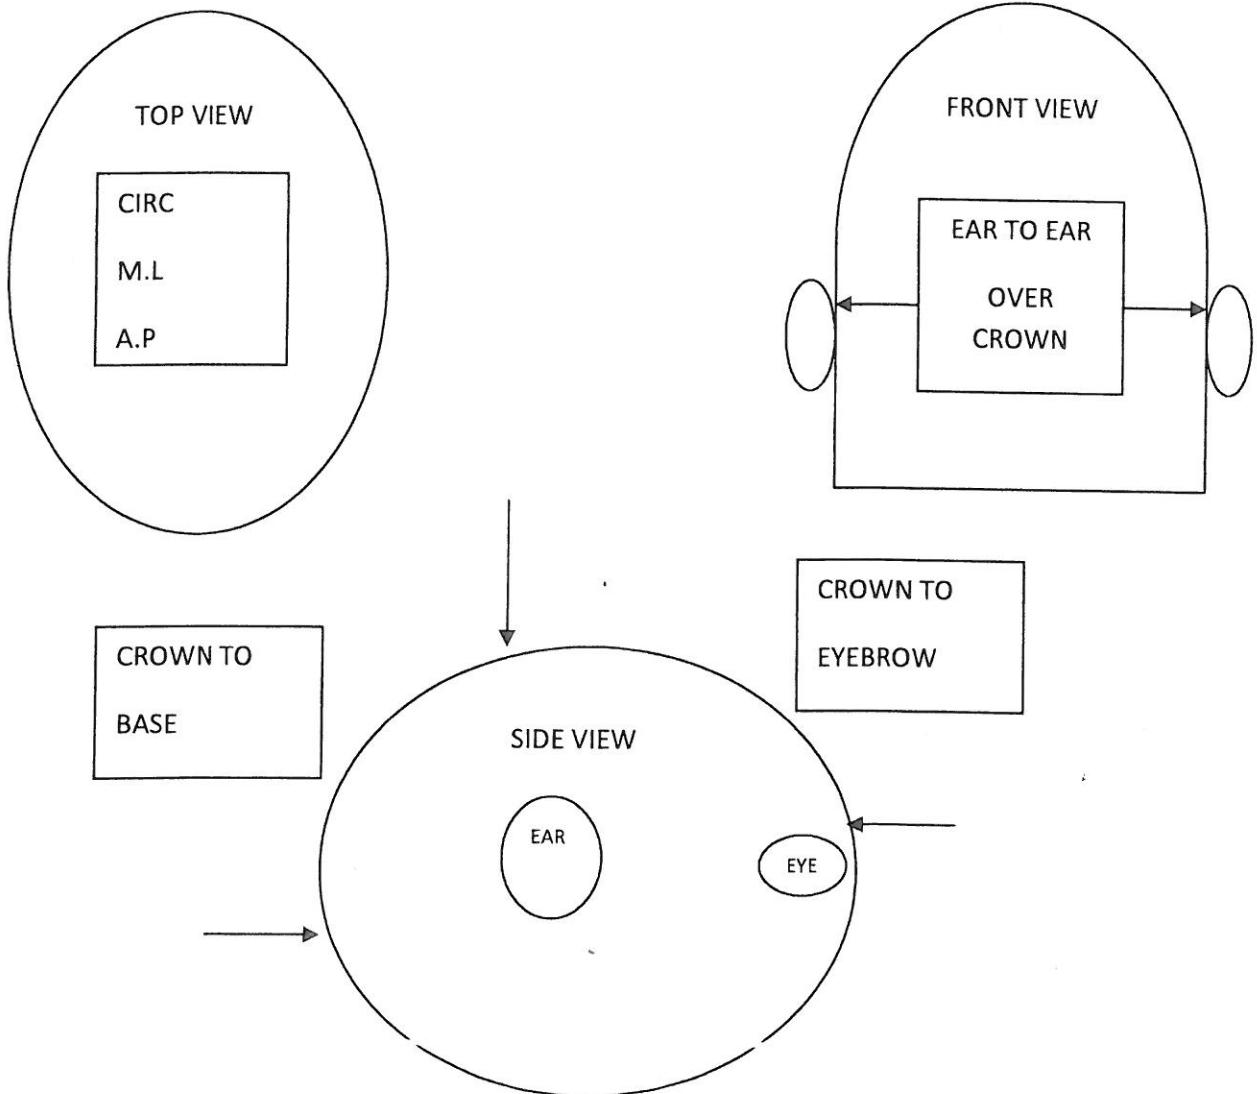 TOP VIEW
CIRC
M.L
A.P
FRONT VIEW
EAR TO EAR
OVER
CROWN
CROWN TO
BASE
CROWN TO
EYEBROW
SIDE VIEW
EAR
EYE